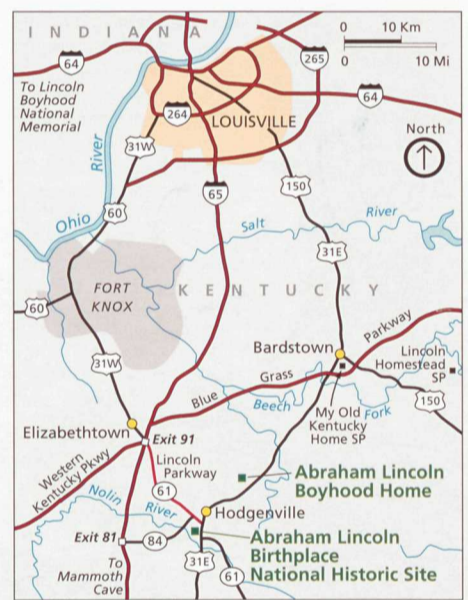 INDIANA
0 10 Km
0 10 Mi
64
265
64
To Lincoln
Boyhood
National
Memorial
264
LOUISVILLE
North
31W
River
65
150
60
Ohio
Salt
River
31E
FORT
KNOX
KENTUCKY
60
Bardstown
Parkway
Lincoln
Homestead
SP
31W
Blue
Grass
Beech
Fork
My Old
Kentucky
Home SP
150
Elizabethtown
Exit 91
Western
Kentucky Pkwy
Lincoln
Parkway
61
Abraham Lincoln
Boyhood Home
Nolin
River
Hodgenville
Exit 81
84
Abraham Lincoln
Birthplace
National Historic Site
To
Mammoth
Cave
31E
61